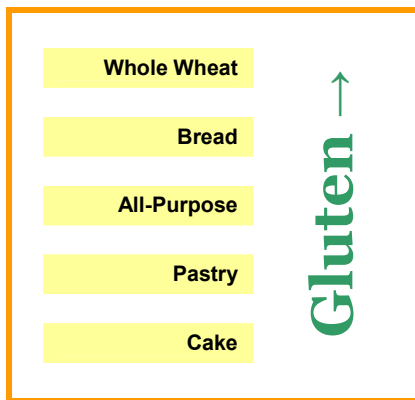 Whole Wheat
Bread
All-Purpose
Pastry
Cake
Gluten →